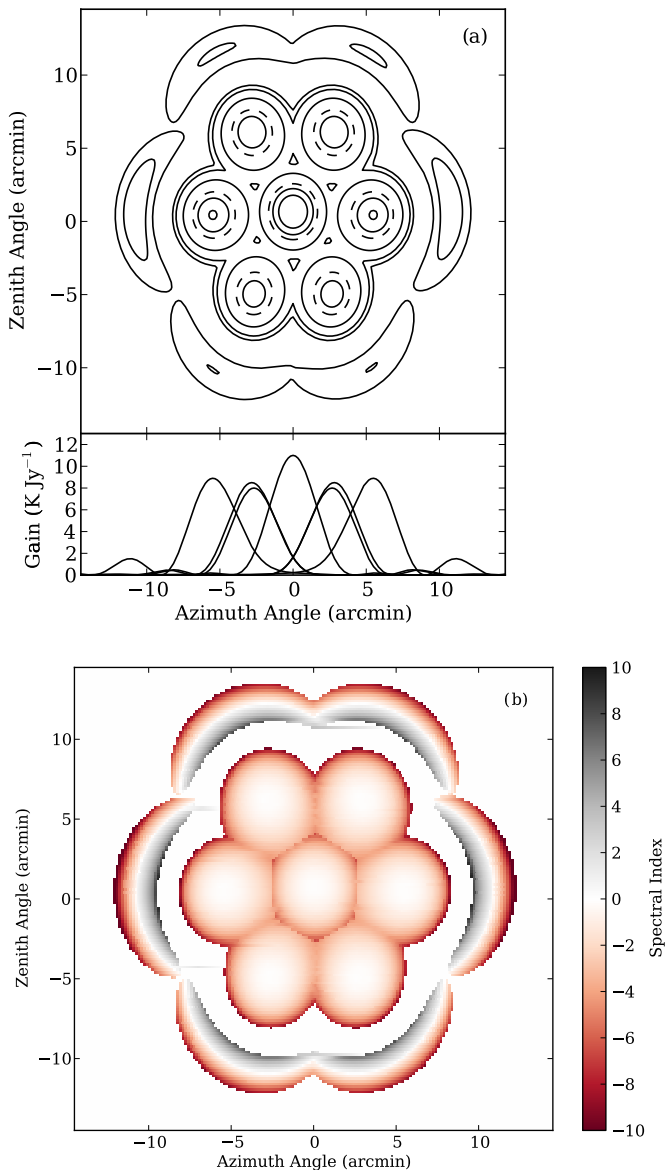 (a)
Zenith Angle (arcmin)
10
5
0
−5
−10
Gain (K Jy⁻¹)
12
10
8
6
4
2
0
−10 −5 0 5 10
Azimuth Angle (arcmin)
(b)
Zenith Angle (arcmin)
10
5
0
−5
−10
−10 −5 0 5 10
Azimuth Angle (arcmin)
10
8
6
4
2
0
−2
−4
−6
−8
−10
Spectral Index